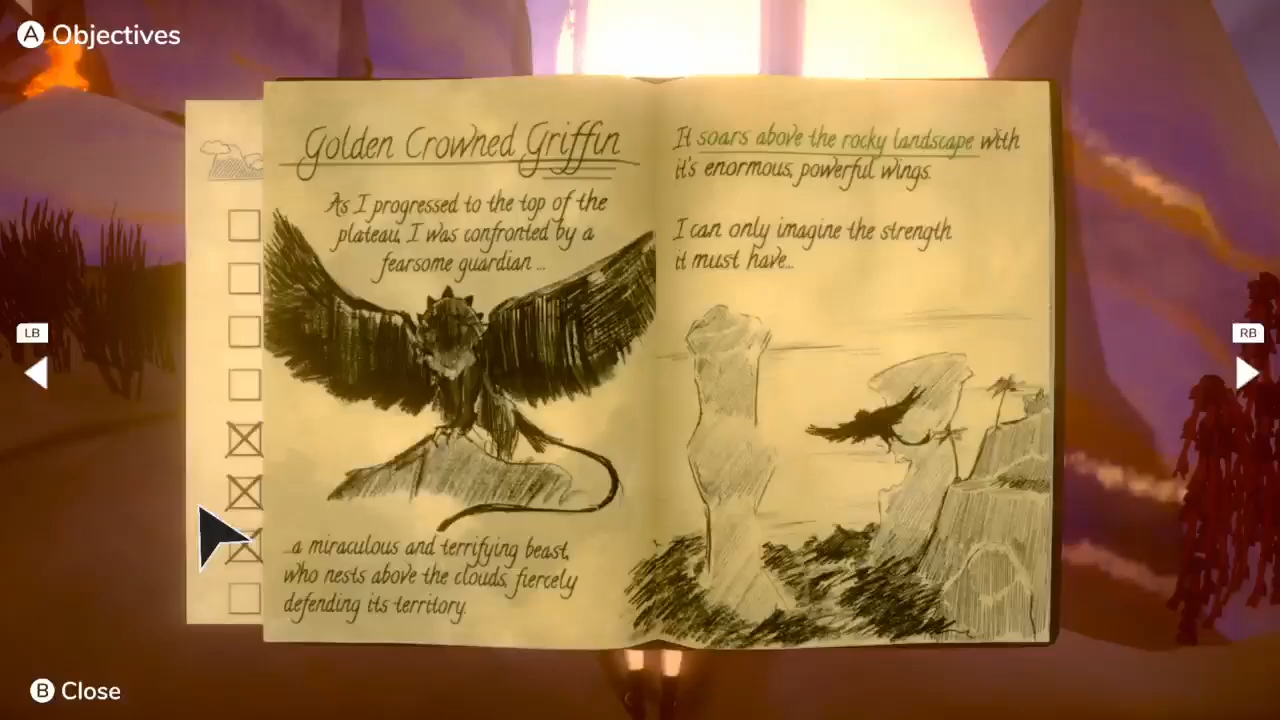 A Objectives
Golden Crowned Griffin
As I progressed to the top of the
plateau, I was confronted by a
fearsome guardian ...
...a miraculous and terrifying beast,
who nests above the clouds, fiercely
defending its territory.
It soars above the rocky landscape with
it's enormous, powerful wings.
I can only imagine the strength
it must have...
LB
RB
B Close